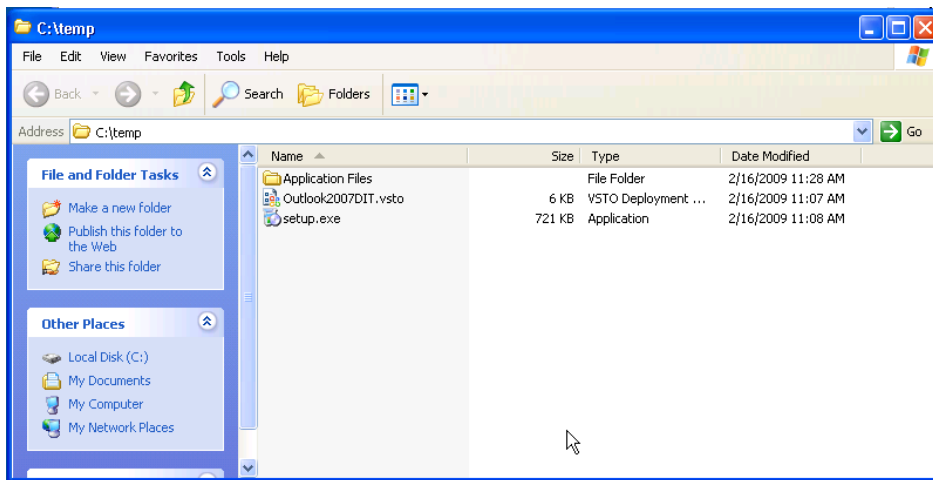 C:\temp
File Edit View Favorites Tools Help
Back Search Folders
Address C:\temp Go
Name Size Type Date Modified
File and Folder Tasks
Make a new folder
Publish this folder to
the Web
Share this folder
Other Places
Local Disk (C:)
My Documents
My Computer
My Network Places
Application Files File Folder 2/16/2009 11:28 AM
Outlook2007DIT.vsto 6 KB VSTO Deployment ... 2/16/2009 11:07 AM
setup.exe 721 KB Application 2/16/2009 11:08 AM